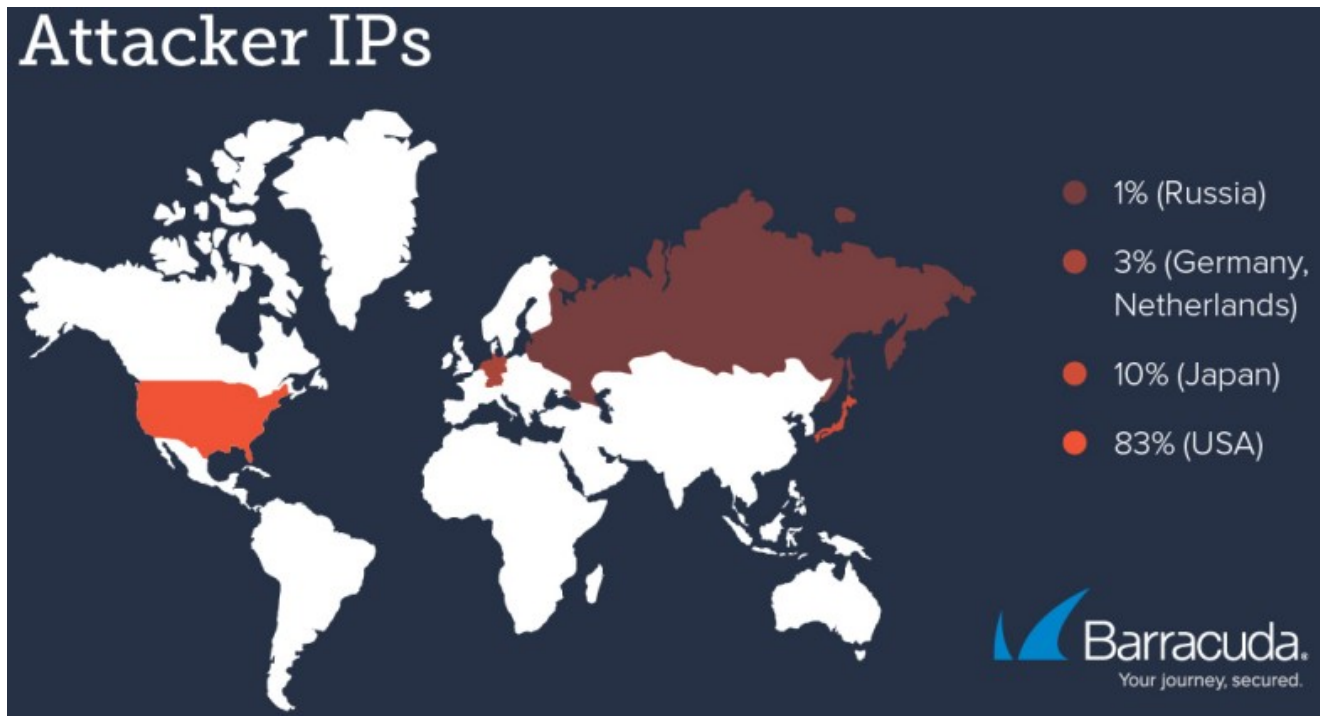 Attacker IPs
1% (Russia)
3% (Germany,
Netherlands)
10% (Japan)
83% (USA)
Barracuda®
Your journey, secured.